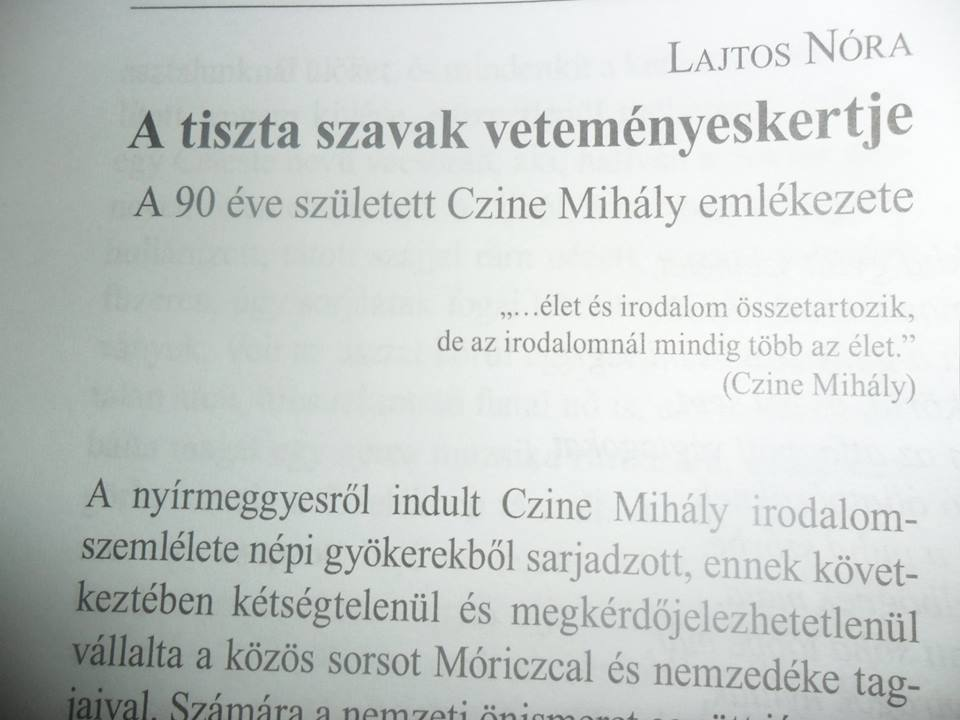 LAJTOS NÓRA
A tiszta szavak veteményeskertje
A 90 éve született Czine Mihály emlékezete
„…élet és irodalom összetartozik,
de az irodalomnál mindig több az élet.”
(Czine Mihály)
A nyírmeggyesről indult Czine Mihály irodalom-
szemlélete népi gyökerekből sarjadzott, ennek követ-
keztében kétségtelenül és megkérdőjelezhetetlenül
vállalta a közös sorsot Móriczcal és nemzedéke tag-
jaival. Számára a nemzeti önismeret